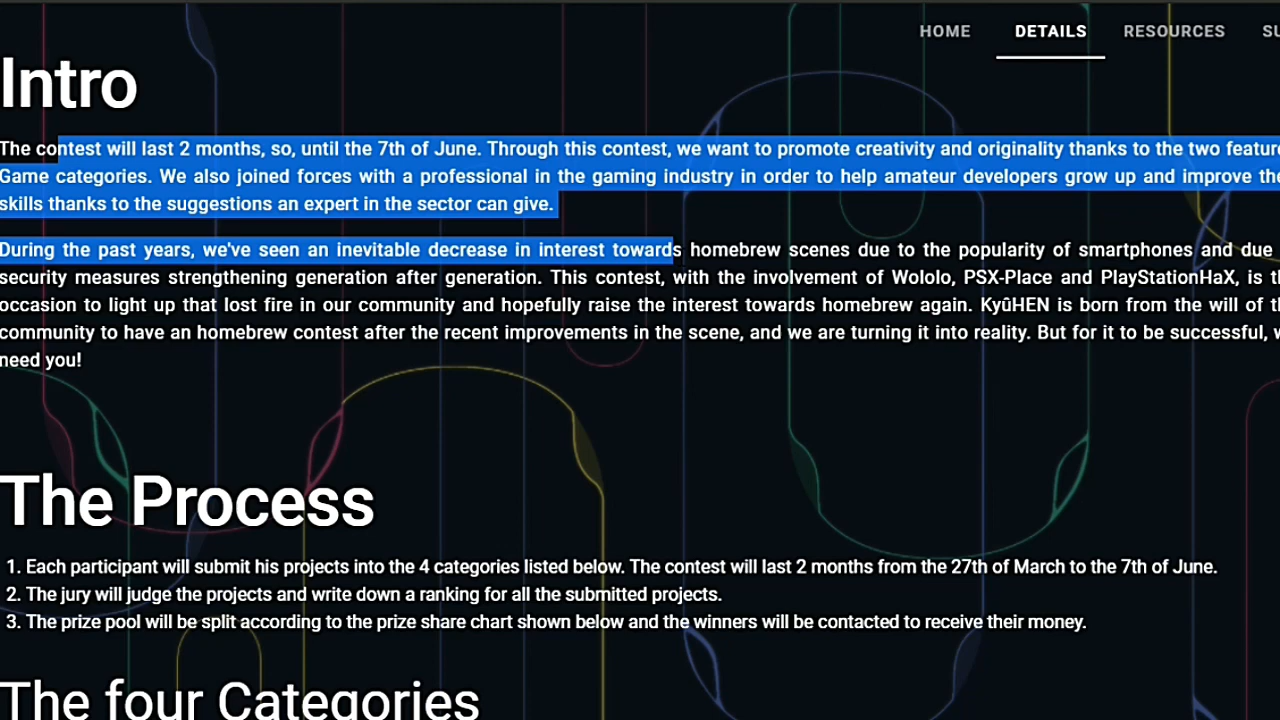 HOME DETAILS RESOURCES
Intro
The contest will last 2 months, so, until the 7th of June. Through this contest, we want to promote creativity and originality thanks to the two
Game categories. We also joined forces with a professional in the gaming industry in order to help amateur developers grow up and improve
skills thanks to the suggestions an expert in the sector can give.
During the past years, we've seen an inevitable decrease in interest towards homebrew scenes due to the popularity of smartphones and due
security measures strengthening generation after generation. This contest, with the involvement of Wololo, PSX-Place and PlayStationHaX, is
occasion to light up that lost fire in our community and hopefully raise the interest towards homebrew again. KyûHEN is born from the will of
community to have an homebrew contest after the recent improvements in the scene, and we are turning it into reality. But for it to be successful,
need you!
The Process
1. Each participant will submit his projects into the 4 categories listed below. The contest will last 2 months from the 27th of March to the 7th of June.
2. The jury will judge the projects and write down a ranking for all the submitted projects.
3. The prize pool will be split according to the prize share chart shown below and the winners will be contacted to receive their money.
The four Categories